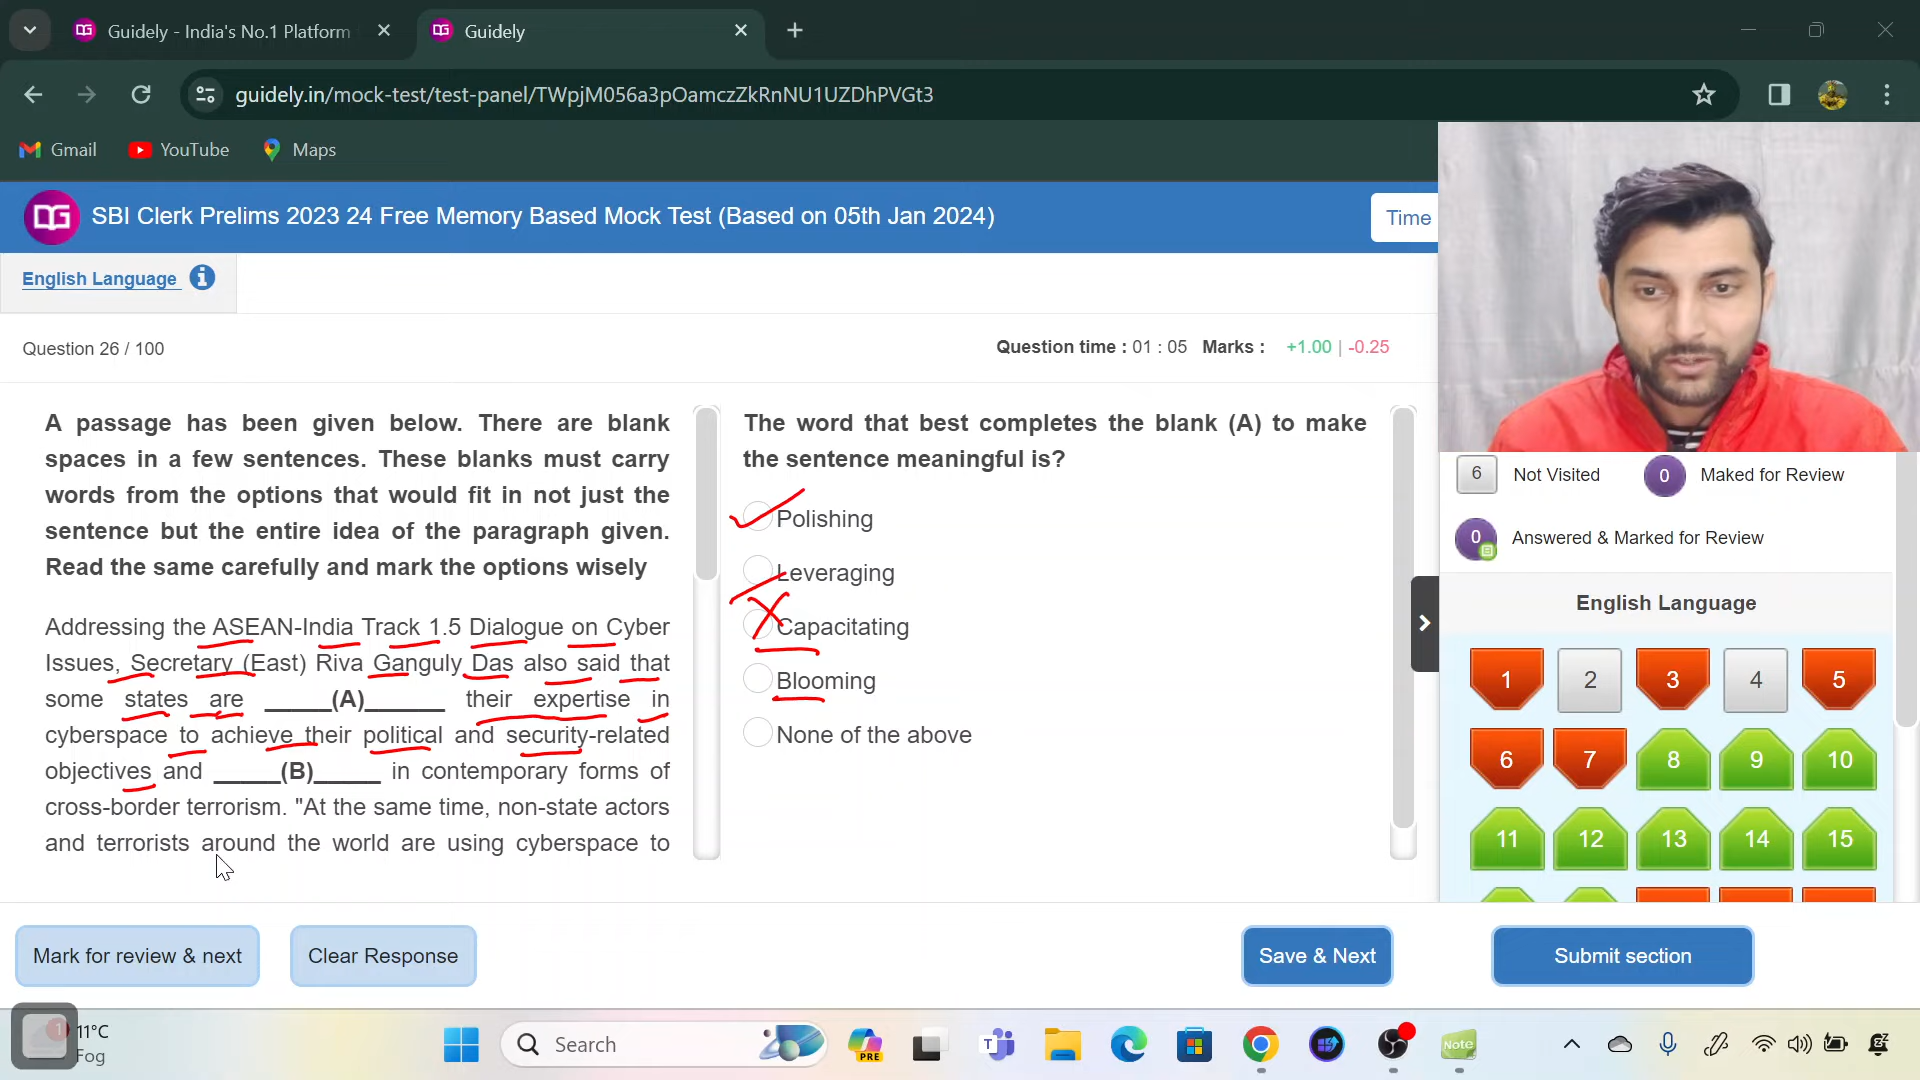 Guidely - India's No.1 Platform
Guidely
guidely.in/mock-test/test-panel/TWpjM056a3pOamczZkRnNU1UZDhPVGt3
Gmail
YouTube
Maps
DG
SBI Clerk Prelims 2023 24 Free Memory Based Mock Test (Based on 05th Jan 2024)
Time
English Language
Question 26 / 100
Question time : 01 : 05 Marks : +1.00 | -0.25
A passage has been given below. There are blank
spaces in a few sentences. These blanks must carry
words from the options that would fit in not just the
sentence but the entire idea of the paragraph given.
Read the same carefully and mark the options wisely
Addressing the ASEAN-India Track 1.5 Dialogue on Cyber
Issues, Secretary (East) Riva Ganguly Das also said that
some states are _____(A)______ their expertise in
cyberspace to achieve their political and security-related
objectives and _____(B)_____ in contemporary forms of
cross-border terrorism. "At the same time, non-state actors
and terrorists around the world are using cyberspace to
The word that best completes the blank (A) to make
the sentence meaningful is?
Polishing
Leveraging
Capacitating
Blooming
None of the above
6 Not Visited
0 Maked for Review
0 Answered & Marked for Review
English Language
1 2 3 4 5
6 7 8 9 10
11 12 13 14 15
Mark for review & next
Clear Response
Save & Next
Submit section
1
11°C
Fog
Search
PRE
T
Note